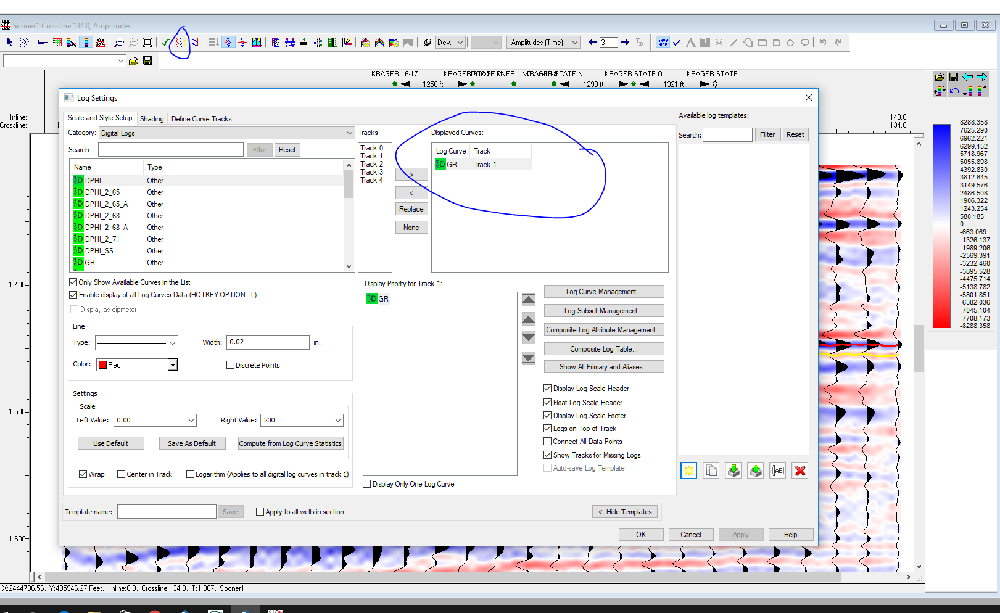 Sooner1 Crossline 134.0, Amplitudes
Dev.
*Amplitudes (Time)
3
SHOW
HIDE
KRAGER 16-17
KRAGER STATE N
KRAGER STATE O
KRAGER STATE 1
1258 ft
1290 ft
1321 ft
Inline:
Crossline:
140.0
134.0
Log Settings
Scale and Style Setup
Shading
Define Curve Tracks
Category:
Digital Logs
Tracks:
Displayed Curves:
Search:
Filter
Reset
Name
Type
DPHI
Other
DPHI_2_65
Other
DPHI_2_65_A
Other
DPHI_2_68
Other
DPHI_2_68_A
Other
DPHI_2_71
Other
DPHI_SS
Other
GR
Other
Track 0
Track 1
Track 2
Track 3
Track 4
>
<
Replace
None
Log Curve
Track
GR
Track 1
Available log templates:
Search:
Filter
Reset
Only Show Available Curves in the List
Enable display of all Log Curves Data (HOTKEY OPTION - L)
Display as dipmeter
Line
Type:
Width:
0.02
in.
Color:
Red
Discrete Points
Settings
Scale
Left Value:
0.00
Right Value:
200
Use Default
Save As Default
Compute from Log Curve Statistics
Wrap
Center in Track
Logarithm (Applies to all digital log curves in track 1)
Display Priority for Track 1:
GR
Display Only One Log Curve
Log Curve Management...
Log Subset Management...
Composite Log Attribute Management...
Composite Log Table...
Show All Primary and Aliases...
Display Log Scale Header
Float Log Scale Header
Display Log Scale Footer
Logs on Top of Track
Connect All Data Points
Show Tracks for Missing Logs
Auto-save Log Template
Template name:
Save
Apply to all wells in section
<- Hide Templates
OK
Cancel
Apply
Help
1.400
1.500
1.600
8288.358
7625.290
6962.221
6299.152
5718.967
5055.898
4392.830
3812.645
3149.576
2486.508
1906.322
1243.254
580.185
0
-663.069
-1326.137
-1989.206
-2569.391
-3232.460
-3895.528
-4475.714
-5138.782
-5801.851
-6382.036
-7045.104
-7708.173
-8288.358
X:2444706.56, Y:485946.27 Feet, Inline:8.0, Crossline:134.0, T:1.367, Sooner1